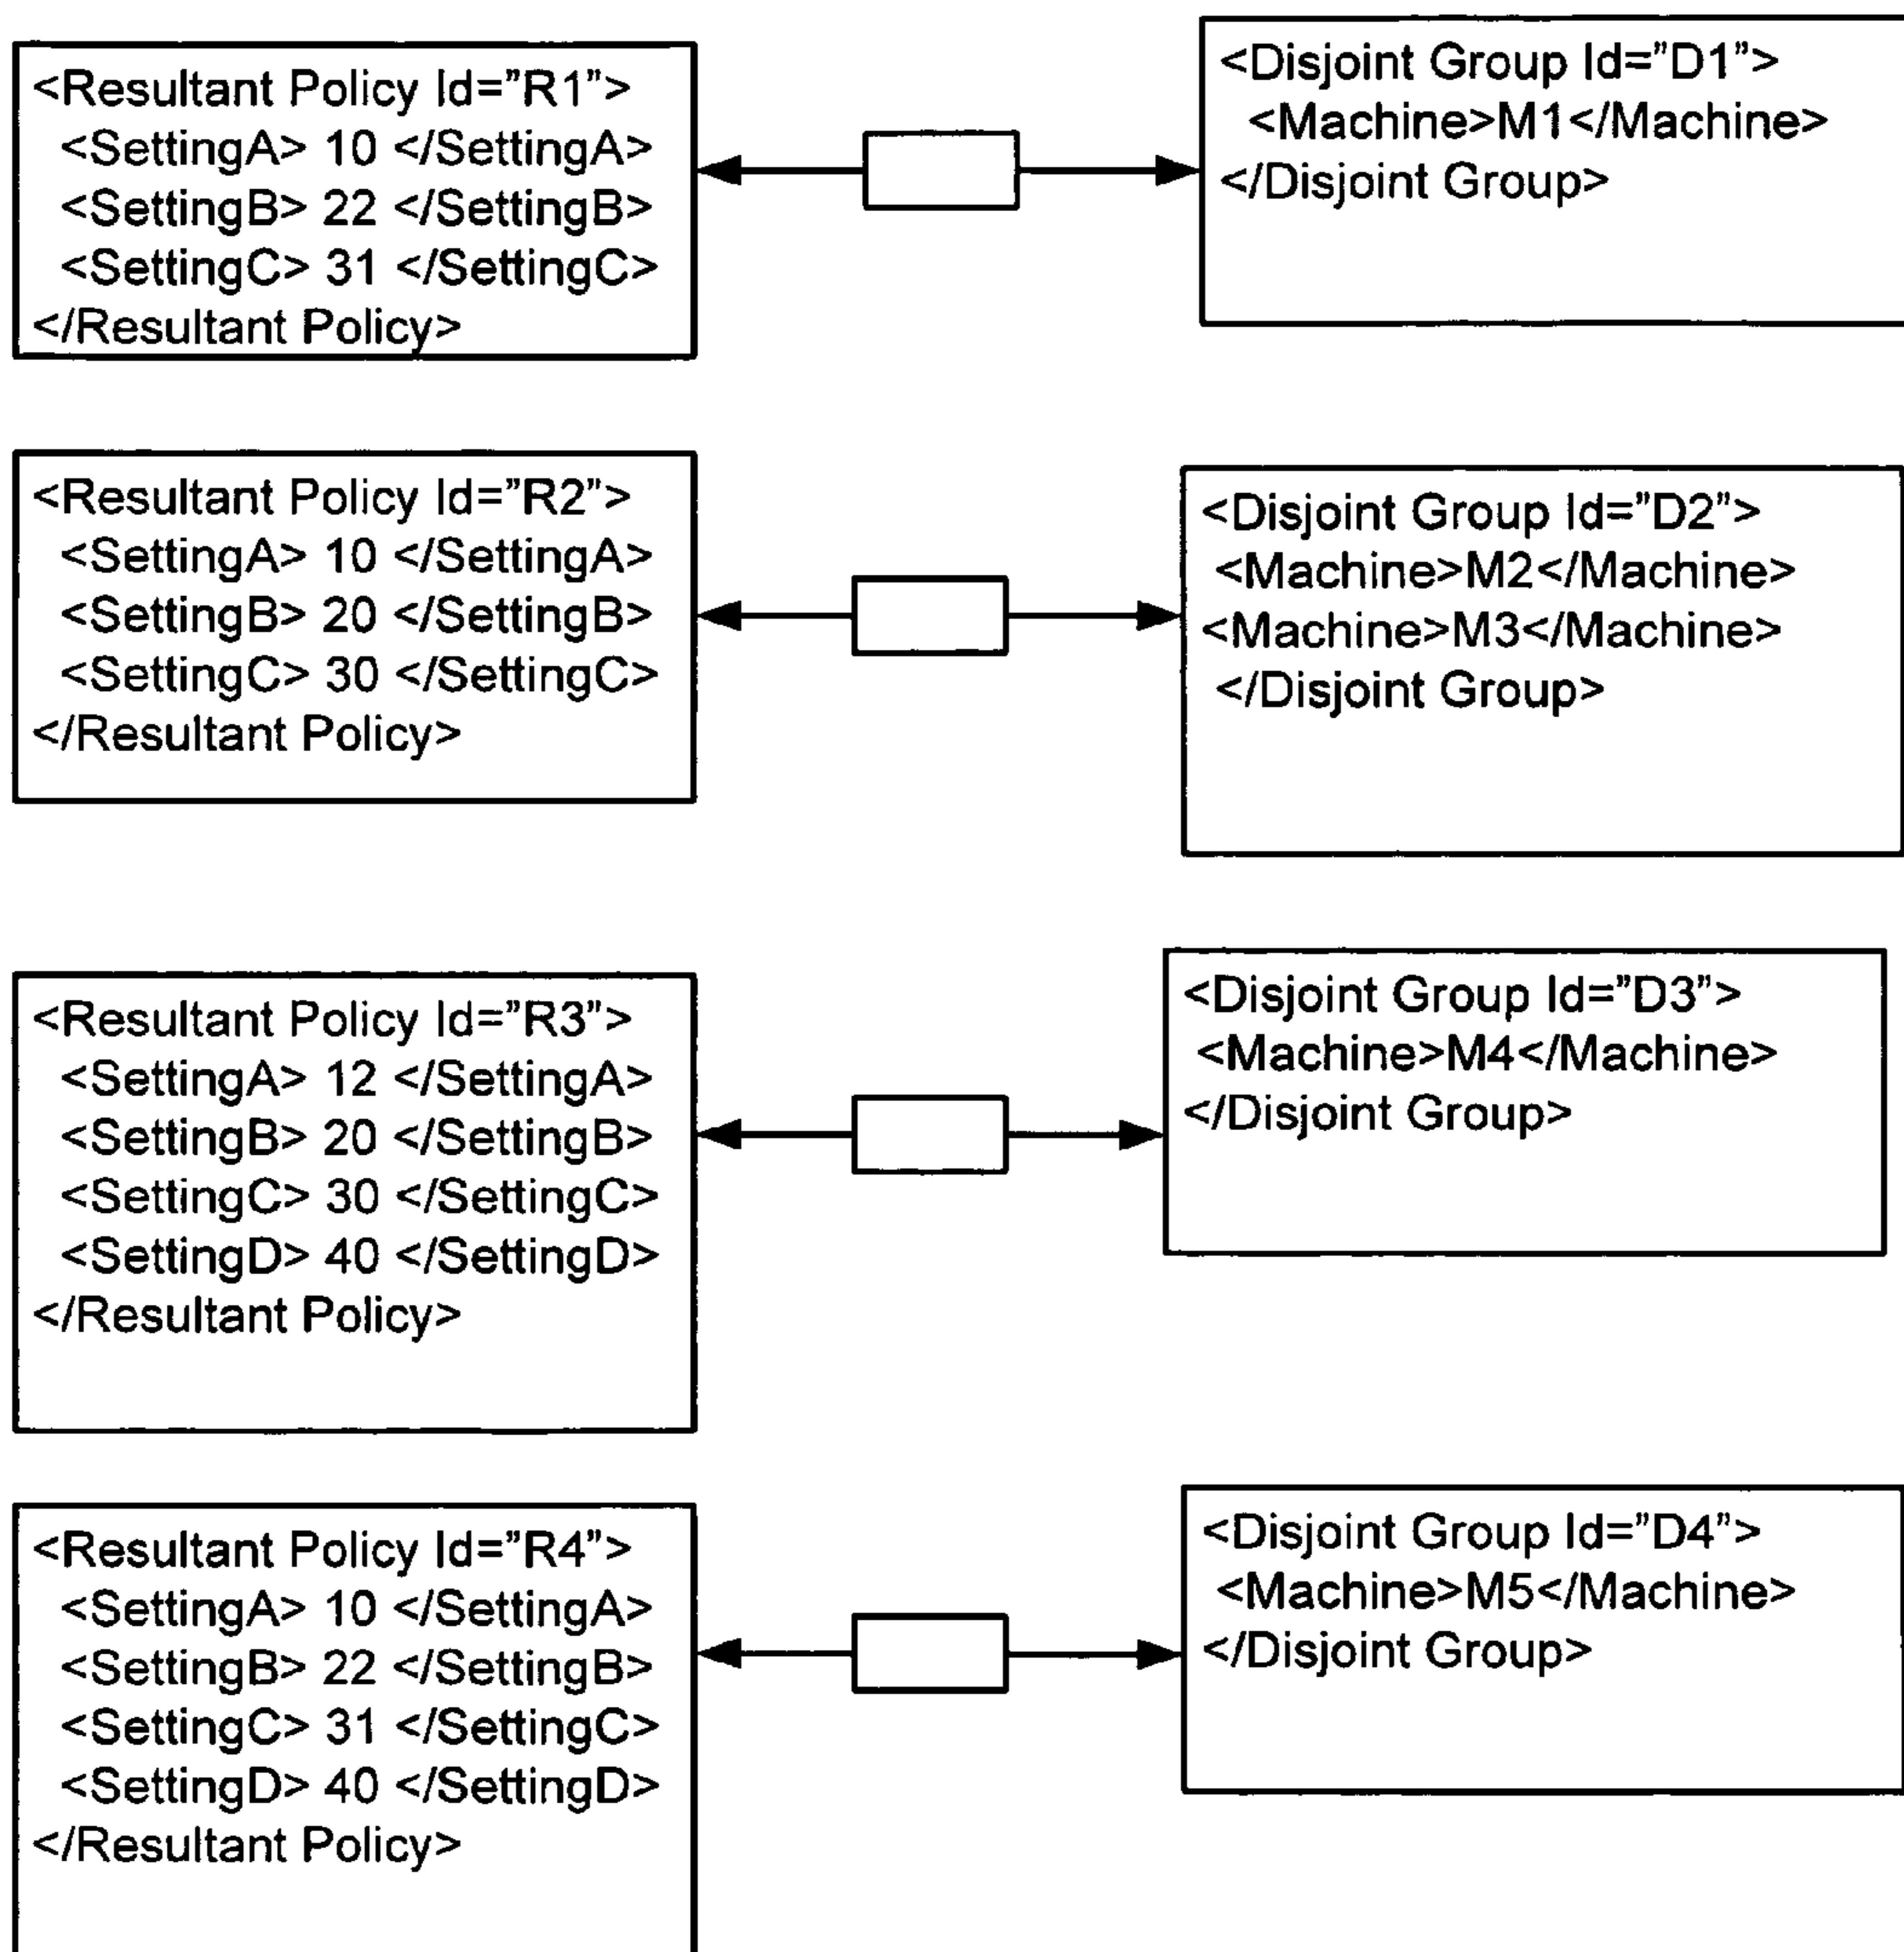 <Resultant Policy Id=”R1”>
<SettingA> 10 </SettingA>
<SettingB> 22 </SettingB>
<SettingC> 31 </SettingC>
</Resultant Policy>
<Disjoint Group Id=”D1”>
<Machine>M1</Machine>
</Disjoint Group>
<Resultant Policy Id=”R2”>
<SettingA> 10 </SettingA>
<SettingB> 20 </SettingB>
<SettingC> 30 </SettingC>
</Resultant Policy>
<Disjoint Group Id=”D2”>
<Machine>M2</Machine>
<Machine>M3</Machine>
</Disjoint Group>
<Resultant Policy Id=”R3”>
<SettingA> 12 </SettingA>
<SettingB> 20 </SettingB>
<SettingC> 30 </SettingC>
<SettingD> 40 </SettingD>
</Resultant Policy>
<Disjoint Group Id=”D3”>
<Machine>M4</Machine>
</Disjoint Group>
<Resultant Policy Id=”R4”>
<SettingA> 10 </SettingA>
<SettingB> 22 </SettingB>
<SettingC> 31 </SettingC>
<SettingD> 40 </SettingD>
</Resultant Policy>
<Disjoint Group Id=”D4”>
<Machine>M5</Machine>
</Disjoint Group>